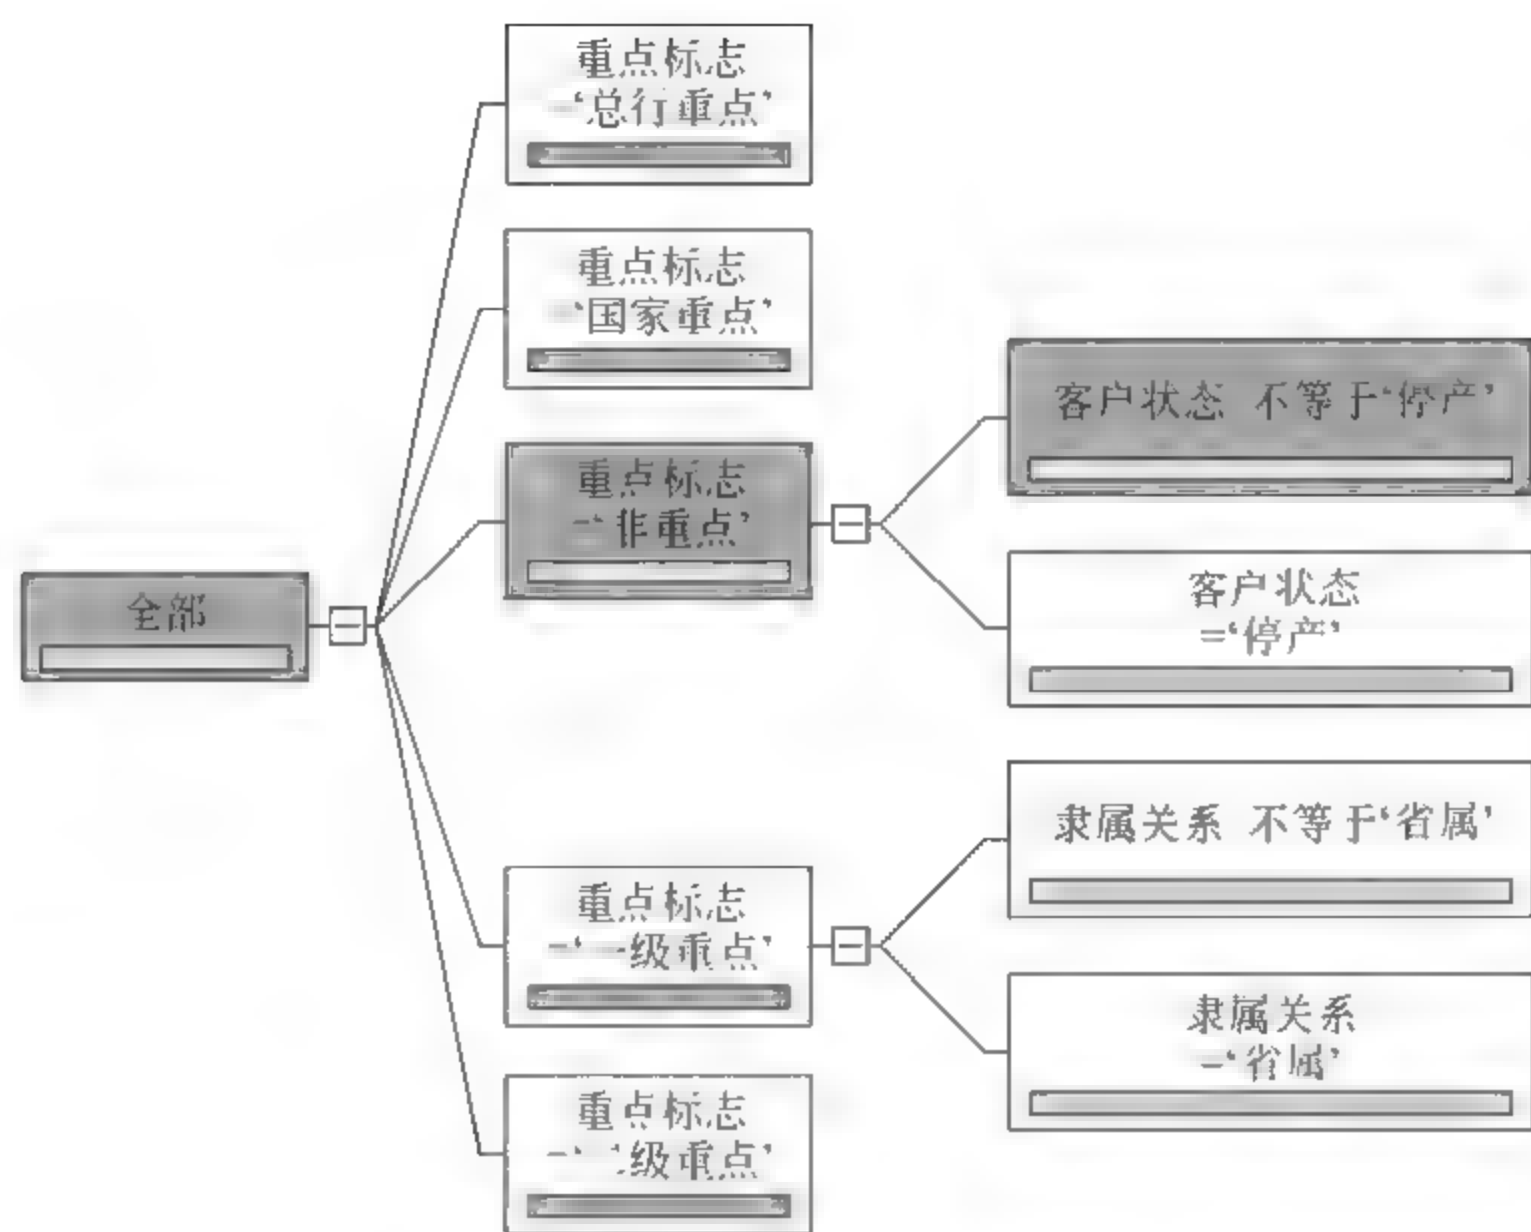 重点标志
='总行重点'
重点标志
='国家重点'
重点标志
='非重点'
全部
重点标志
='一级重点'
重点标志
='二级重点'
客户状态 不等于'停产'
客户状态
='停产'
隶属关系 不等于'省属'
隶属关系
='省属'